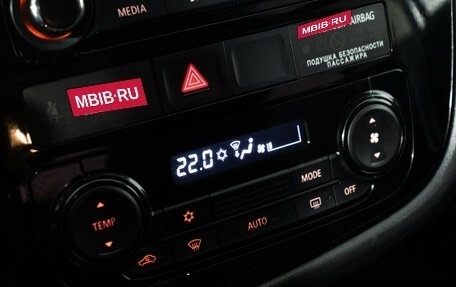 MEDIA
MBIB.RU
AIRBAG
ПОДУШКА БЕЗОПАСНОСТИ
ПАССАЖИРА
MBIB.RU
22.0
MODE
OFF
TEMP
AUTO